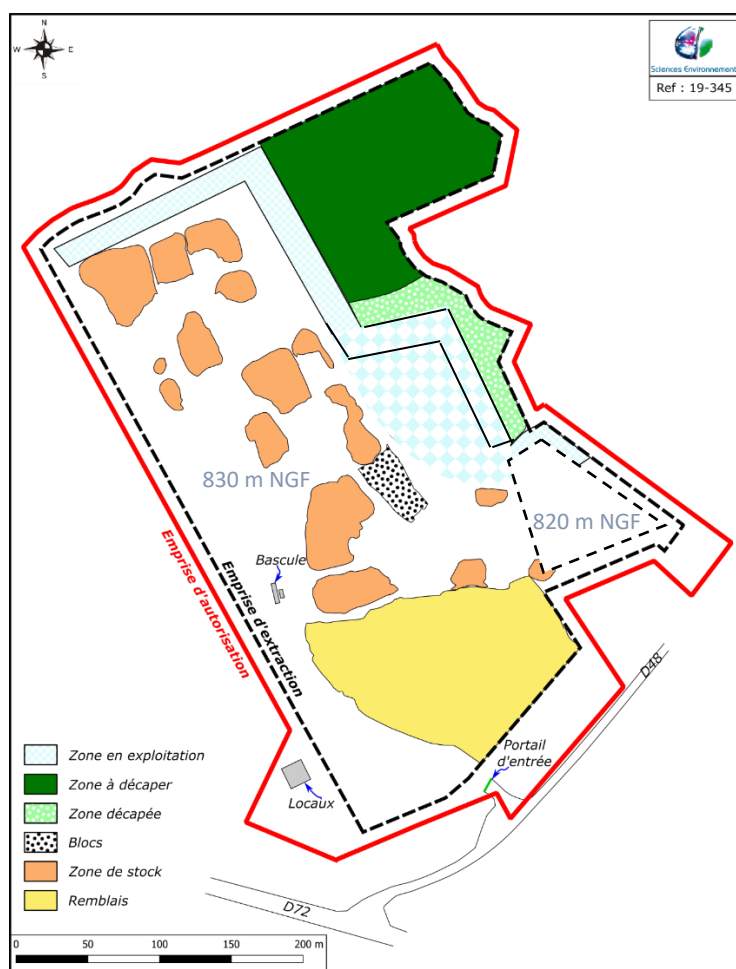 N
W E
S
Sciences Environnement
Ref : 19-345
830 m NGF
820 m NGF
Bascule
Emprise d'autorisation
Emprise d'extraction
D48
Portail
d'entrée
Locaux
D72
Zone en exploitation
Zone à décaper
Zone décapée
Blocs
Zone de stock
Remblais
0 50 100 150 200 m